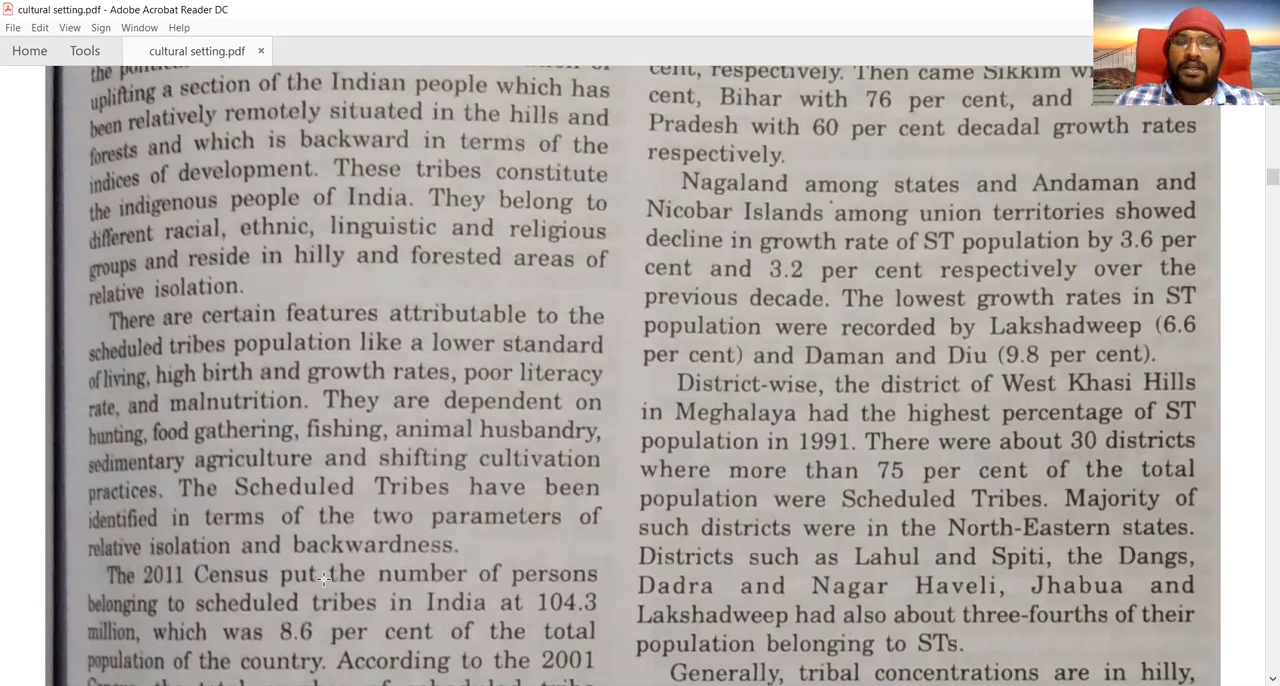 cultural setting.pdf - Adobe Acrobat Reader DC
File Edit View Sign Window Help
Home Tools cultural setting.pdf ×
uplifting a section of the Indian people which has
been relatively remotely situated in the hills and
forests and which is backward in terms of the
indices of development. These tribes constitute
the indigenous people of India. They belong to
different racial, ethnic, linguistic and religious
groups and reside in hilly and forested areas of
relative isolation.
There are certain features attributable to the
scheduled tribes population like a lower standard
of living, high birth and growth rates, poor literacy
rate, and malnutrition. They are dependent on
hunting, food gathering, fishing, animal husbandry,
sedimentary agriculture and shifting cultivation
practices. The Scheduled Tribes have been
identified in terms of the two parameters of
relative isolation and backwardness.
The 2011 Census put the number of persons
belonging to scheduled tribes in India at 104.3
million, which was 8.6 per cent of the total
population of the country. According to the 2001
cent, respectively. Then came Sikkim
cent, Bihar with 76 per cent, and
Pradesh with 60 per cent decadal growth rates
respectively.
Nagaland among states and Andaman and
Nicobar Islands among union territories showed
decline in growth rate of ST population by 3.6 per
cent and 3.2 per cent respectively over the
previous decade. The lowest growth rates in ST
population were recorded by Lakshadweep (6.6
per cent) and Daman and Diu (9.8 per cent).
District-wise, the district of West Khasi Hills
in Meghalaya had the highest percentage of ST
population in 1991. There were about 30 districts
where more than 75 per cent of the total
population were Scheduled Tribes. Majority of
such districts were in the North-Eastern states.
Districts such as Lahul and Spiti, the Dangs,
Dadra and Nagar Haveli, Jhabua and
Lakshadweep had also about three-fourths of their
population belonging to STs.
Generally, tribal concentrations are in hilly,